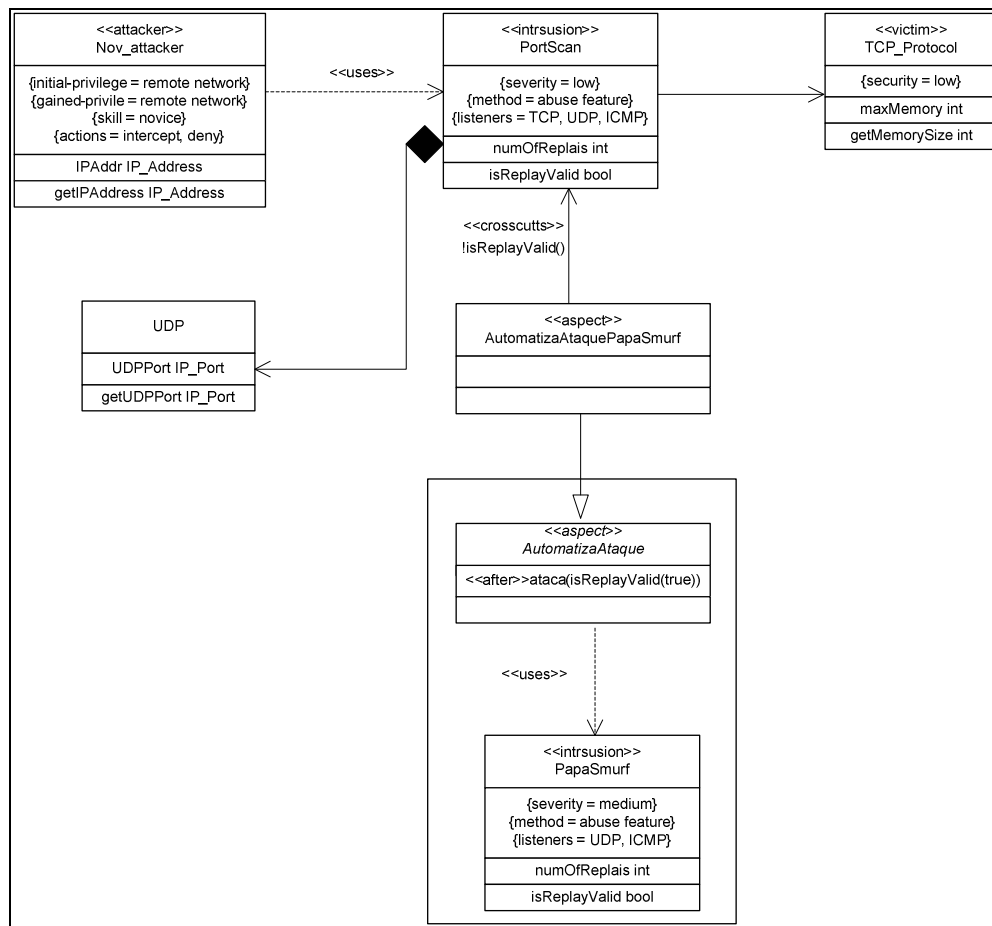 <<attacker>>
Nov_attacker
{initial-privilege = remote network}
{gained-privile = remote network}
{skill = novice}
{actions = intercept, deny}
IPAddr IP_Address
getIPAddress IP_Address
<<uses>>
<<intrsusion>>
PortScan
{severity = low}
{method = abuse feature}
{listeners = TCP, UDP, ICMP}
numOfReplais int
isReplayValid bool
<<victim>>
TCP_Protocol
{security = low}
maxMemory int
getMemorySize int
<<crosscutts>>
!isReplayValid()
UDP
UDPPort IP_Port
getUDPPort IP_Port
<<aspect>>
AutomatizaAtaquePapaSmurf
<<aspect>>
AutomatizaAtaque
<<after>>ataca(isReplayValid(true))
<<uses>>
<<intrsusion>>
PapaSmurf
{severity = medium}
{method = abuse feature}
{listeners = UDP, ICMP}
numOfReplais int
isReplayValid bool